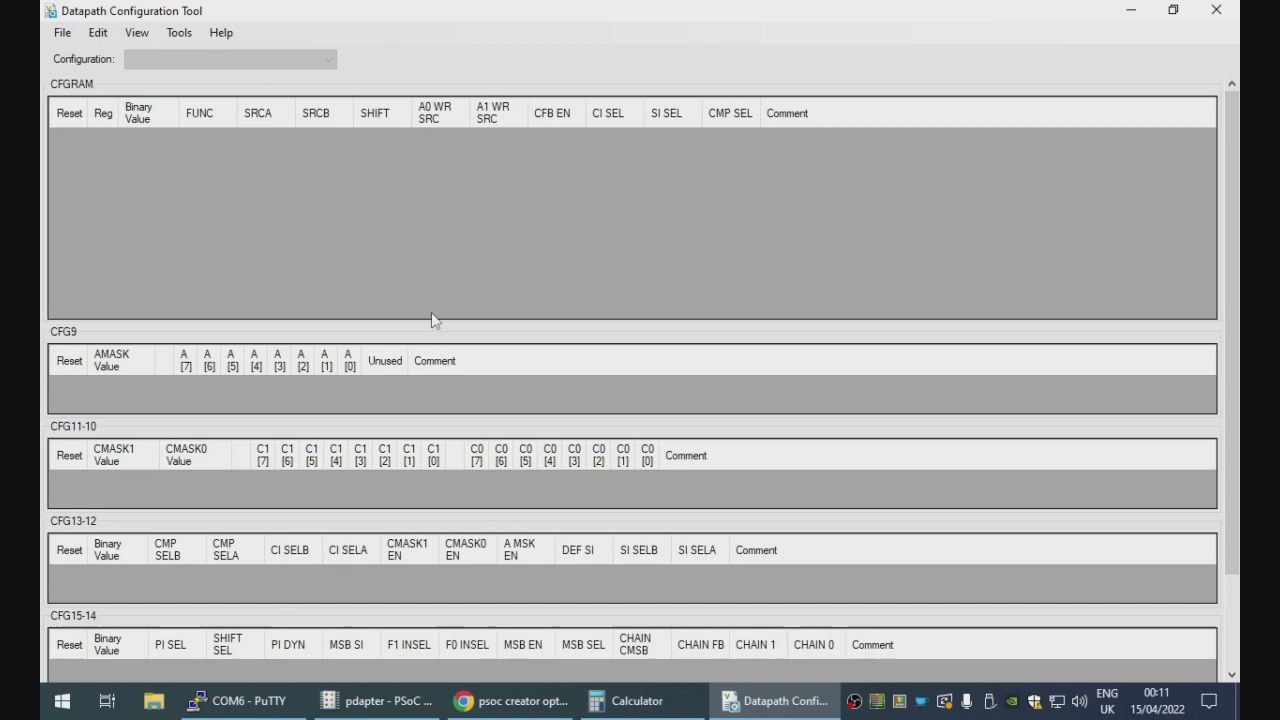 Datapath Configuration Tool
File Edit View Tools Help
Configuration:
CFGRAM
Reset Reg Binary Value FUNC SRCA SRCB SHIFT A0 WR SRC A1 WR SRC CFB EN CI SEL SI SEL CMP SEL Comment
CFG9
Reset AMASK Value A [7] A [6] A [5] A [4] A [3] A [2] A [1] A [0] Unused Comment
CFG11-10
Reset CMASK1 Value CMASK0 Value C1 [7] C1 [6] C1 [5] C1 [4] C1 [3] C1 [2] C1 [1] C1 [0] C0 [7] C0 [6] C0 [5] C0 [4] C0 [3] C0 [2] C0 [1] C0 [0] Comment
CFG13-12
Reset Binary Value CMP SELB CMP SELA CI SELB CI SELA CMASK1 EN CMASK0 EN A MSK EN DEF SI SI SELB SI SELA Comment
CFG15-14
Reset Binary Value PI SEL SHIFT SEL PI DYN MSB SI F1 INSEL F0 INSEL MSB EN MSB SEL CHAIN CMSB CHAIN FB CHAIN 1 CHAIN 0 Comment
COM6 - PuTTY pdapter - PSoC ... psoc creator opt... Calculator Datapath Confi... ENG UK 00:11 15/04/2022